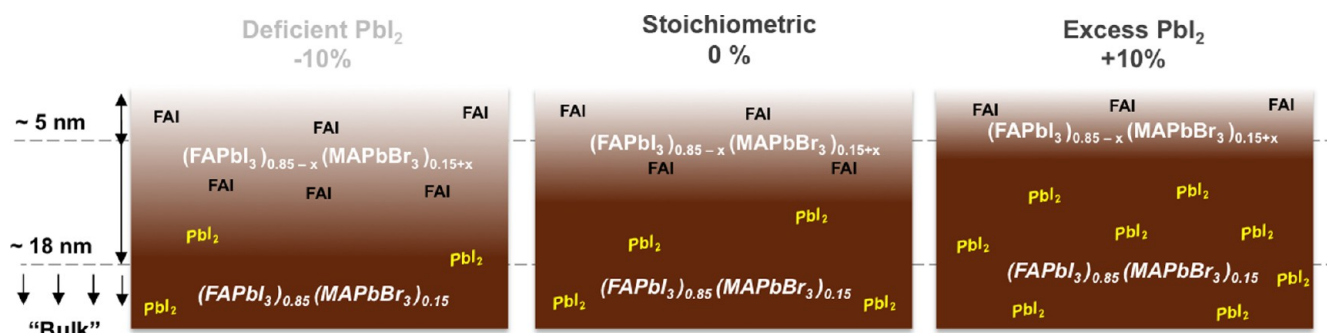 Deficient PbI₂
-10%
Stoichiometric
0 %
Excess PbI₂
+10%
~ 5 nm
~ 18 nm
"Bulk"
FAI
FAI
FAI
(FAPbI₃)₀.₈₅ ₋ ₓ (MAPbBr₃)₀.₁₅₊ₓ
FAI
FAI
FAI
PbI₂
PbI₂
(FAPbI₃)₀.₈₅ (MAPbBr₃)₀.₁₅
PbI₂
FAI
FAI
(FAPbI₃)₀.₈₅ ₋ ₓ (MAPbBr₃)₀.₁₅₊ₓ
FAI
FAI
PbI₂
PbI₂
(FAPbI₃)₀.₈₅ (MAPbBr₃)₀.₁₅
PbI₂
PbI₂
FAI
FAI
FAI
(FAPbI₃)₀.₈₅ ₋ ₓ (MAPbBr₃)₀.₁₅₊ₓ
PbI₂
PbI₂
PbI₂
PbI₂
PbI₂
(FAPbI₃)₀.₈₅ (MAPbBr₃)₀.₁₅
PbI₂
PbI₂
PbI₂